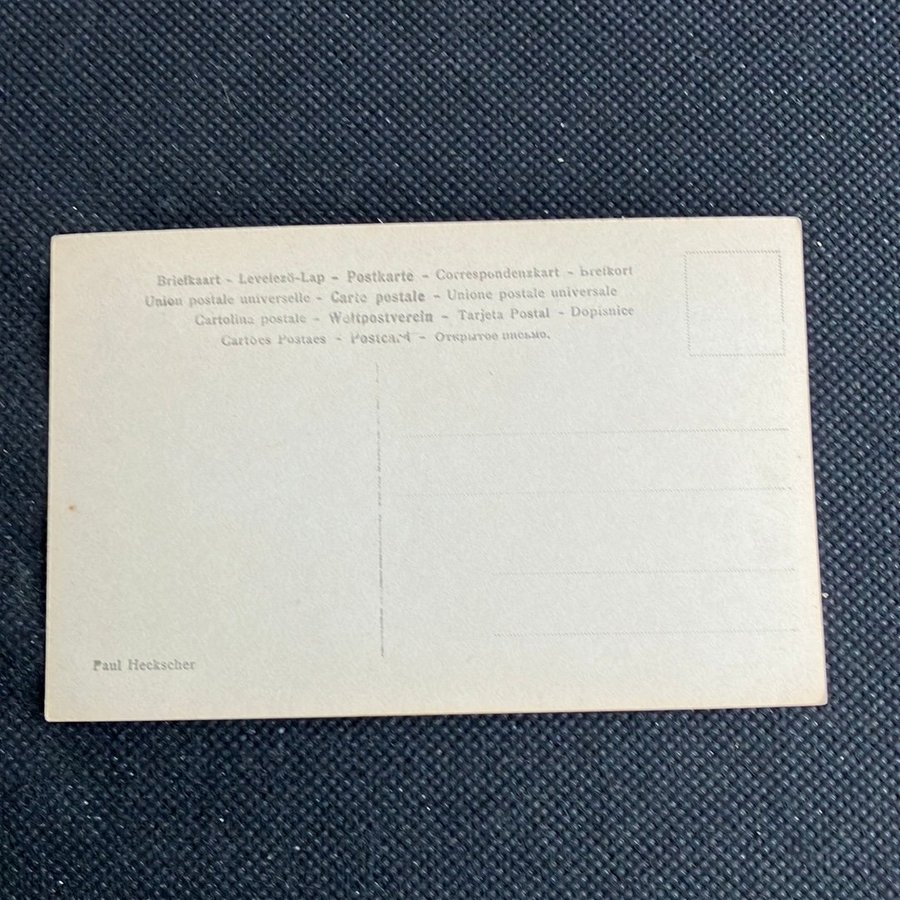 Briefkaart - Levelező-Lap - Postkarte - Correspondenzkart - Brefkort
Union postale universelle - Carte postale - Unione postale universale
Cartolina postale - Weltpostverein - Tarjeta Postal - Dopisnice
Cartões Postaes - Postcard - Открытое письмо.
Paul Heckscher